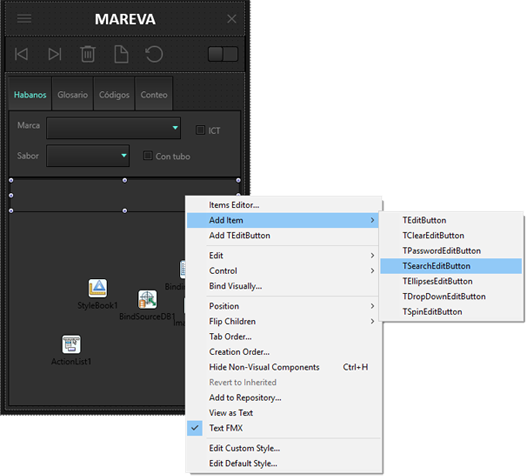 MAREVA
Habanos Glosario Códigos Conteo
Marca ICT
Sabor Con tubo
Items Editor...
Add Item
Add TEditButton
Edit
Control
Bind Visually...
Position
Flip Children
Tab Order...
Creation Order...
Hide Non-Visual Components Ctrl+H
Revert to Inherited
Add to Repository...
View as Text
Text FMX
Edit Custom Style...
Edit Default Style...
TEditButton
TClearEditButton
TPasswordEditButton
TSearchEditButton
TEllipsesEditButton
TDropDownEditButton
TSpinEditButton
StyleBook1
BindSourceDB1
ActionList1